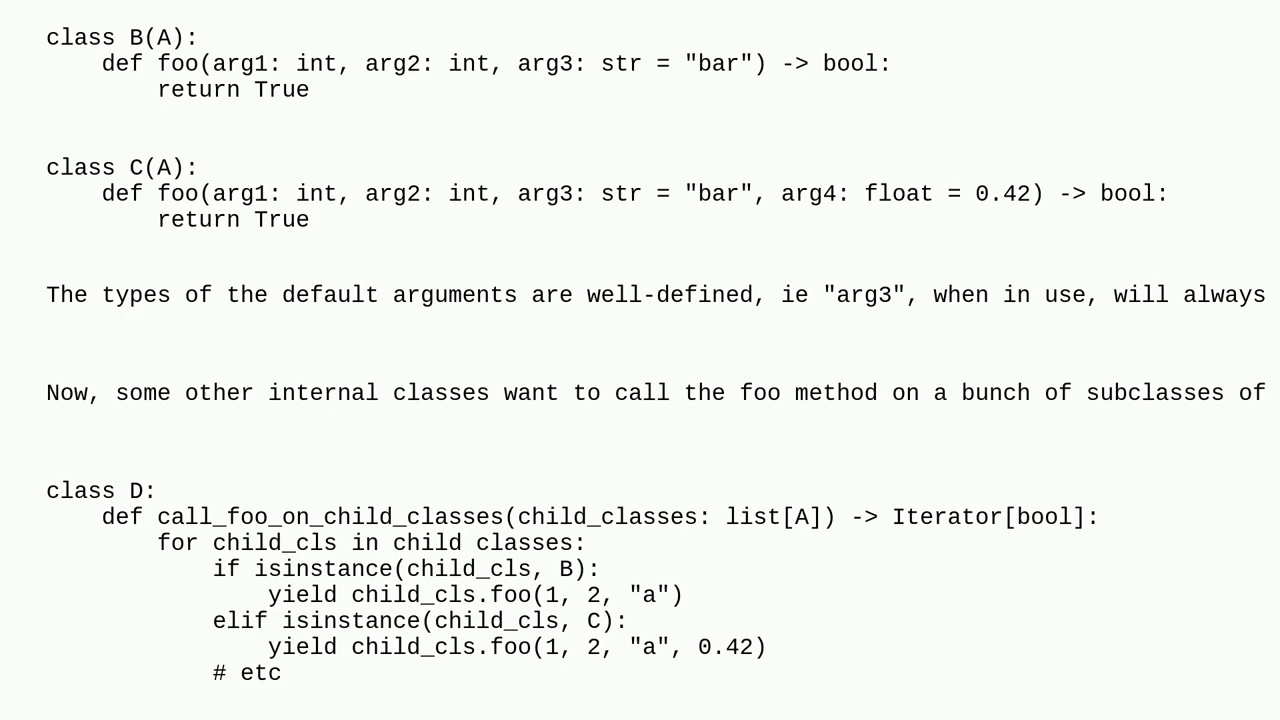 class B(A):
    def foo(arg1: int, arg2: int, arg3: str = "bar") -> bool:
        return True
class C(A):
    def foo(arg1: int, arg2: int, arg3: str = "bar", arg4: float = 0.42) -> bool:
        return True
The types of the default arguments are well-defined, ie "arg3", when in use, will always
Now, some other internal classes want to call the foo method on a bunch of subclasses of
class D:
    def call_foo_on_child_classes(child_classes: list[A]) -> Iterator[bool]:
        for child_cls in child classes:
            if isinstance(child_cls, B):
                yield child_cls.foo(1, 2, "a")
            elif isinstance(child_cls, C):
                yield child_cls.foo(1, 2, "a", 0.42)
            # etc